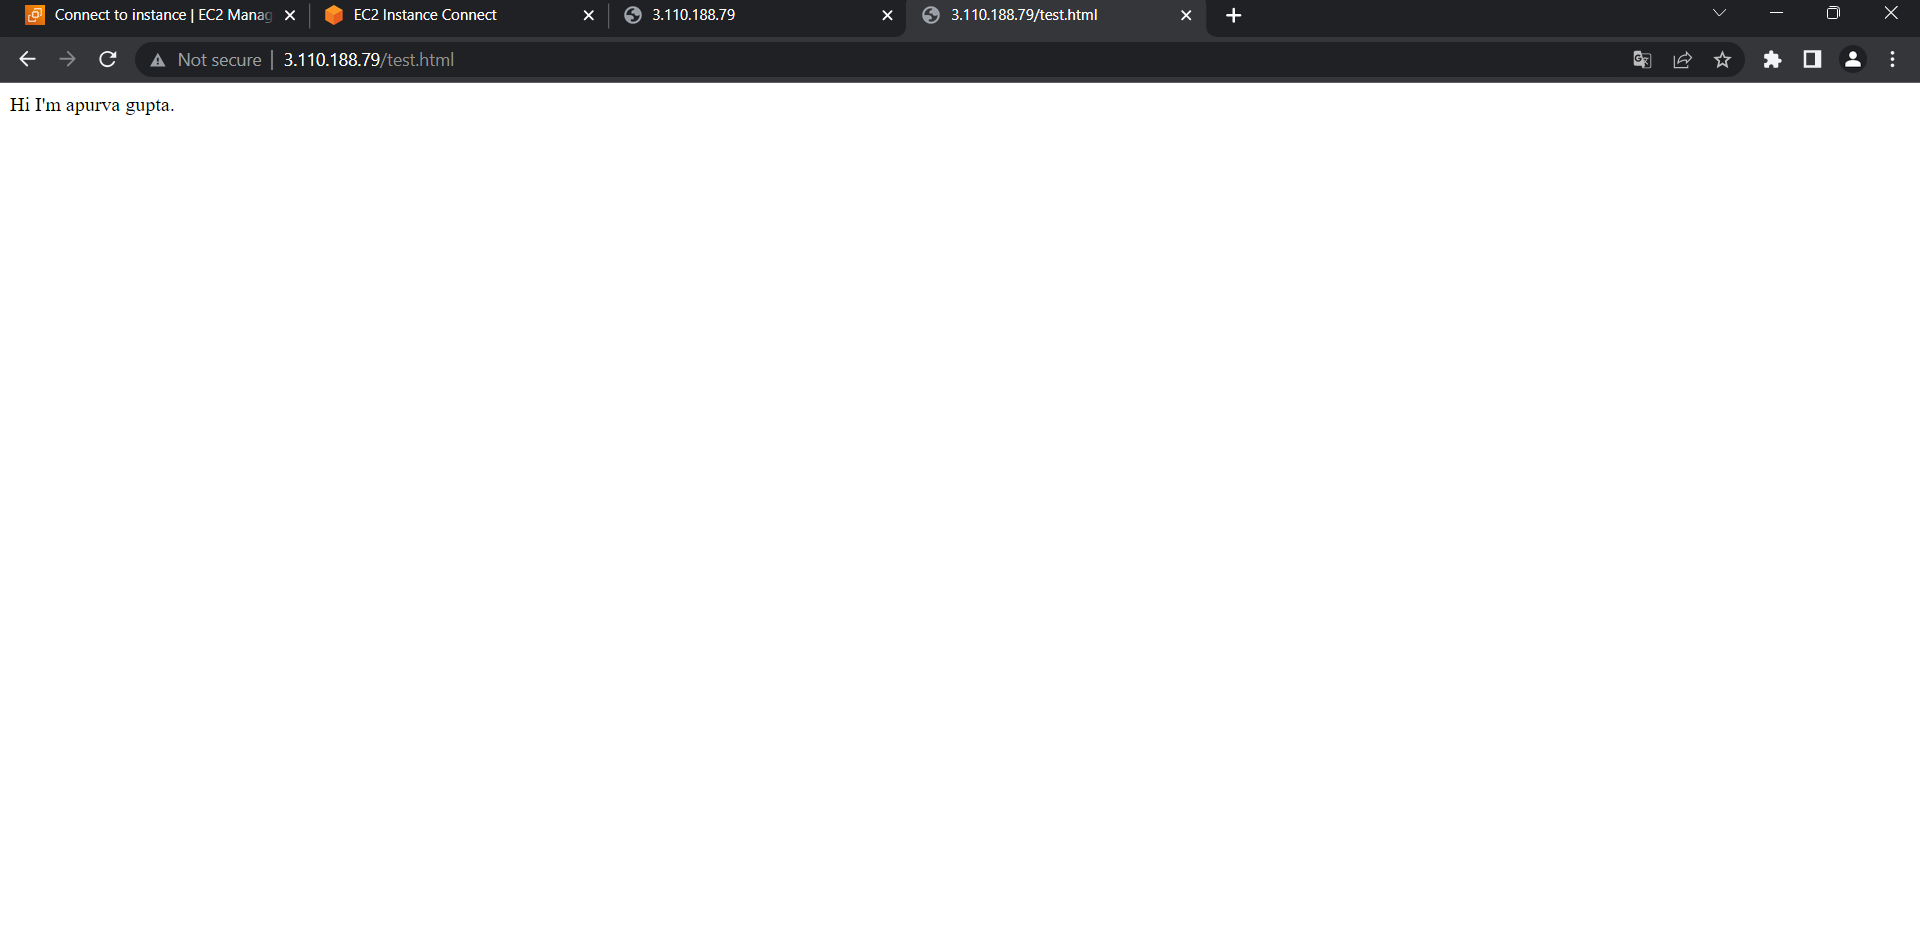 Connect to instance | EC2 Manag
EC2 Instance Connect
3.110.188.79
3.110.188.79/test.html
Not secure
3.110.188.79/test.html
Hi I'm apurva gupta.